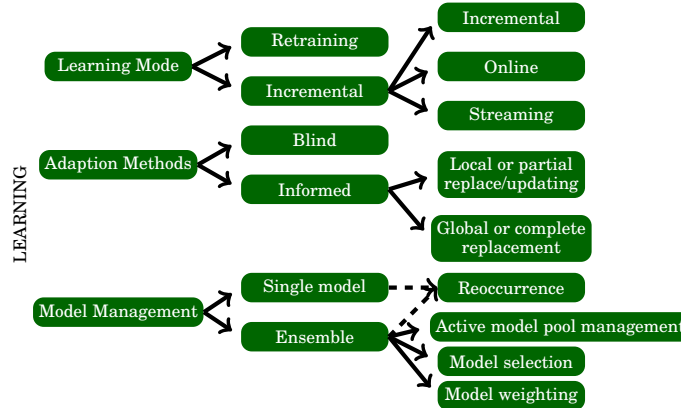 LEARNING
Learning Mode
Retraining
Incremental
Incremental
Online
Streaming
Adaption Methods
Blind
Informed
Local or partial
replace/updating
Global or complete
replacement
Model Management
Single model
Ensemble
Reoccurrence
Active model pool management
Model selection
Model weighting